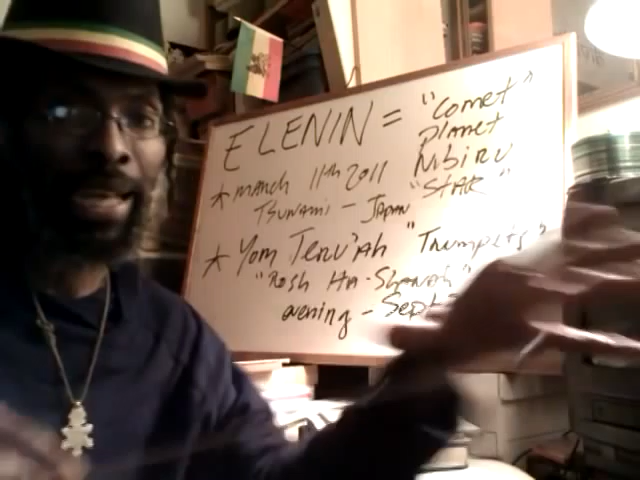 ELENIN = "COMET"
PLANET
NIBIRU
* MARCH 11th 2011 "STAR"
TSUNAMI - JAPAN
* YOM TERU'AH "TRUMPETS"
"ROSH HA-SHANAH"
evening - Sept